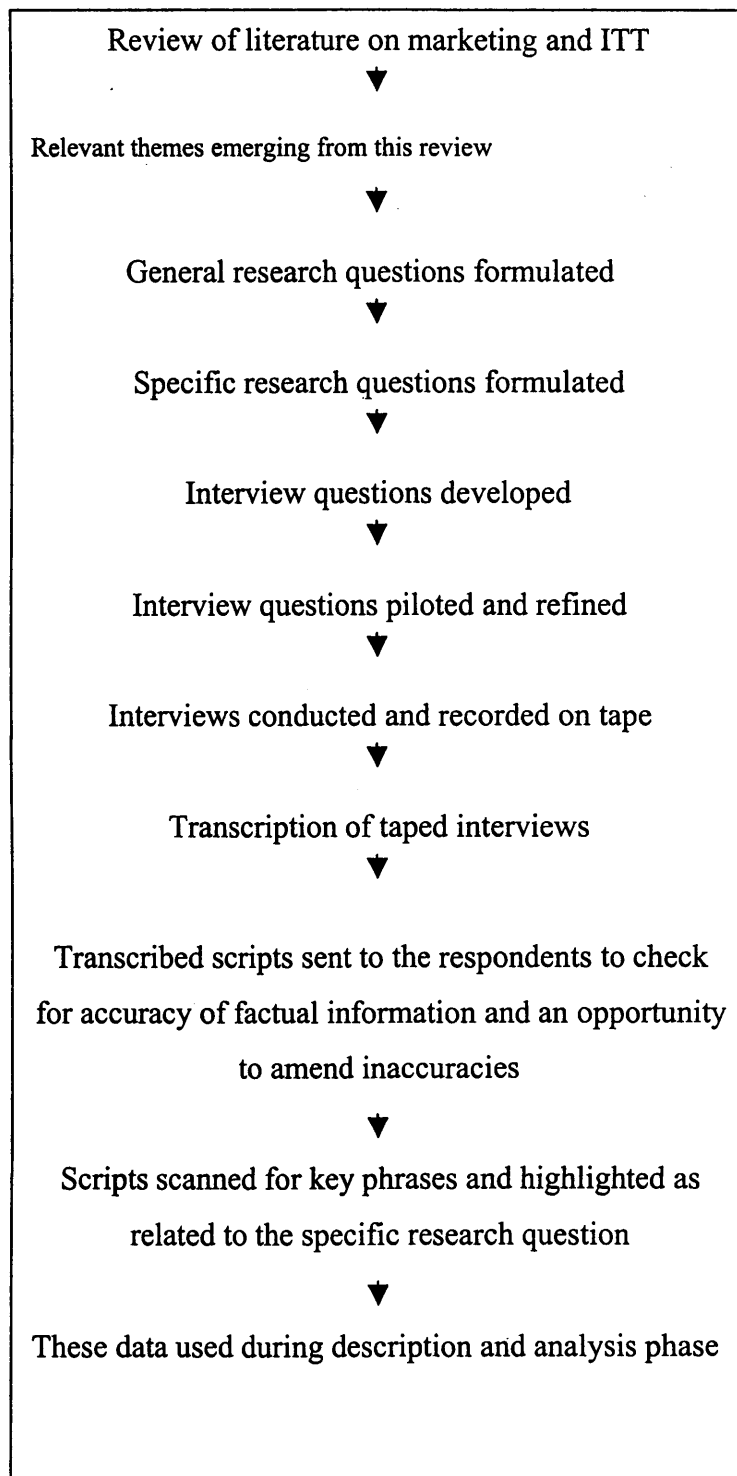 Review of literature on marketing and ITT
Relevant themes emerging from this review
General research questions formulated
Specific research questions formulated
Interview questions developed
Interview questions piloted and refined
Interviews conducted and recorded on tape
Transcription of taped interviews
Transcribed scripts sent to the respondents to check
for accuracy of factual information and an opportunity
to amend inaccuracies
Scripts scanned for key phrases and highlighted as
related to the specific research question
These data used during description and analysis phase